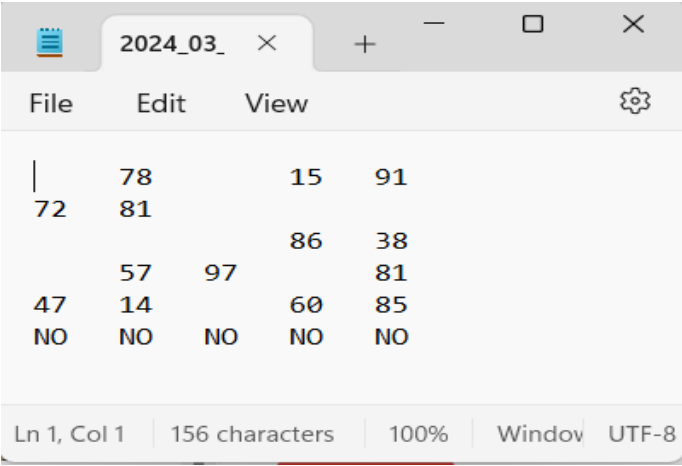 2024_03_
File Edit View
78 15 91
72 81
86 38
57 97 81
47 14 60 85
NO NO NO NO NO
Ln 1, Col 1 156 characters 100% Window UTF-8